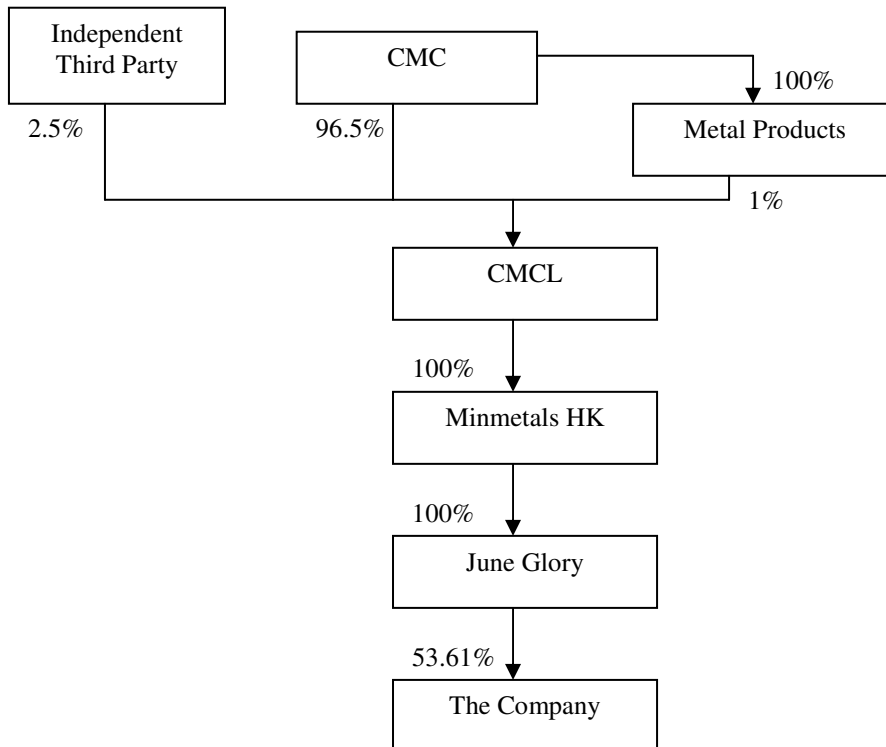 Independent
Third Party
CMC
100%
Metal Products
2.5%
96.5%
1%
CMCL
100%
Minmetals HK
100%
June Glory
53.61%
The Company